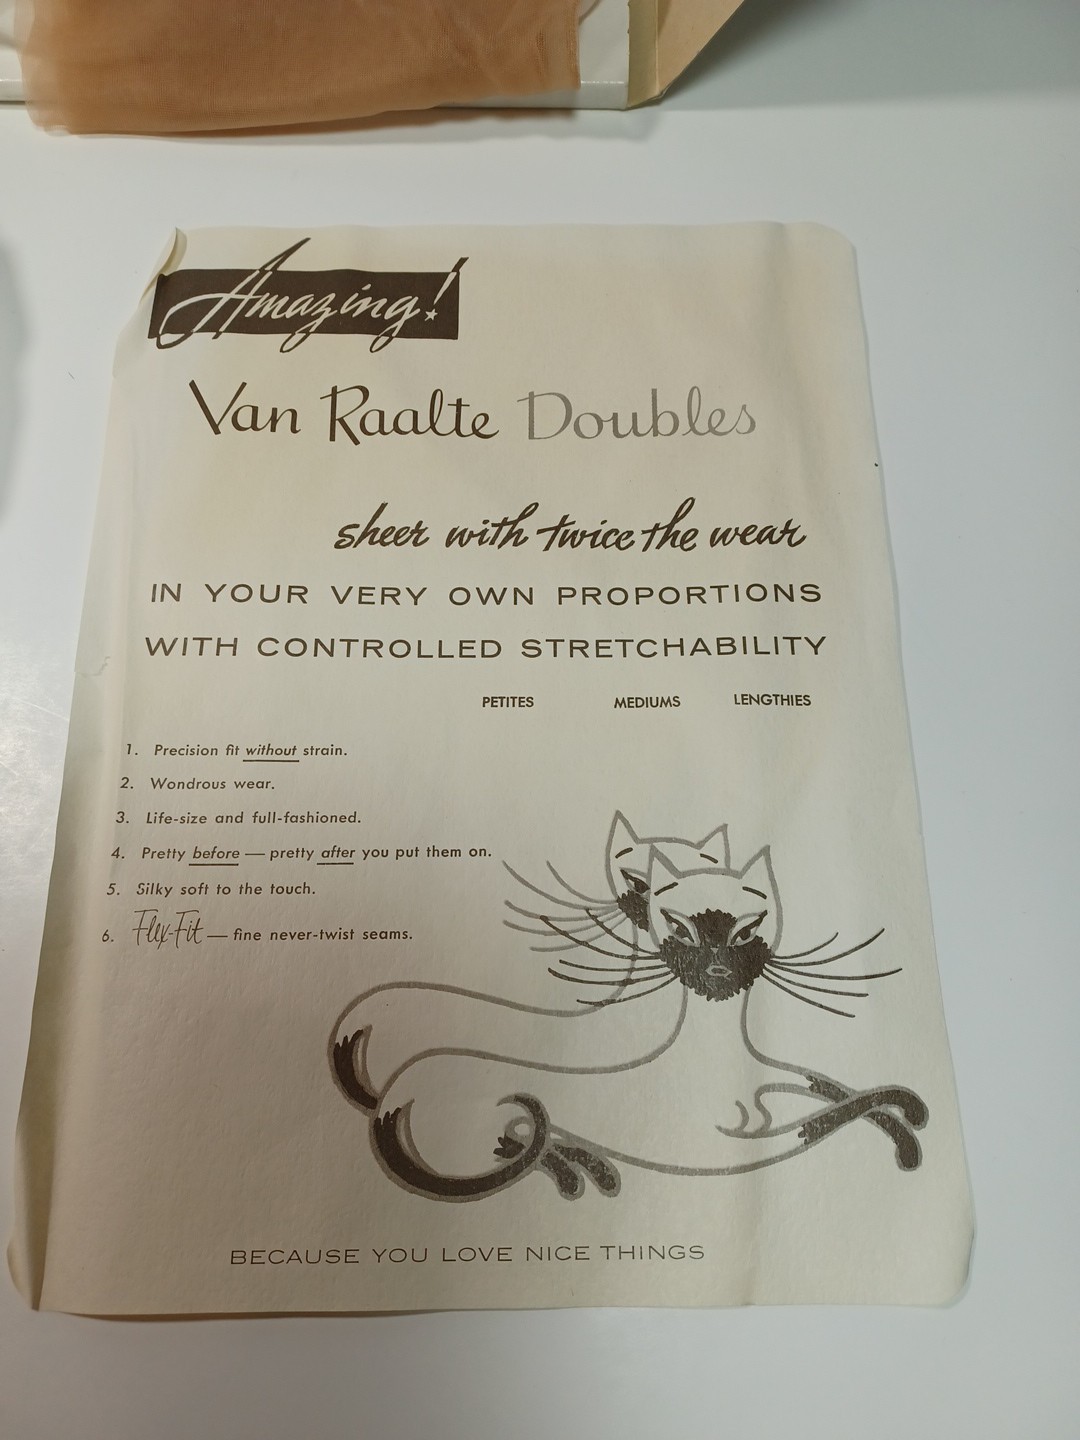 Amazing!
Van Raalte Doubles
sheer with twice the wear
IN YOUR VERY OWN PROPORTIONS
WITH CONTROLLED STRETCHABILITY
PETITES MEDIUMS LENGTHIES
1. Precision fit without strain.
2. Wondrous wear.
3. Life-size and full-fashioned.
4. Pretty before — pretty after you put them on.
5. Silky soft to the touch.
6. Flex-Fit — fine never-twist seams.
BECAUSE YOU LOVE NICE THINGS